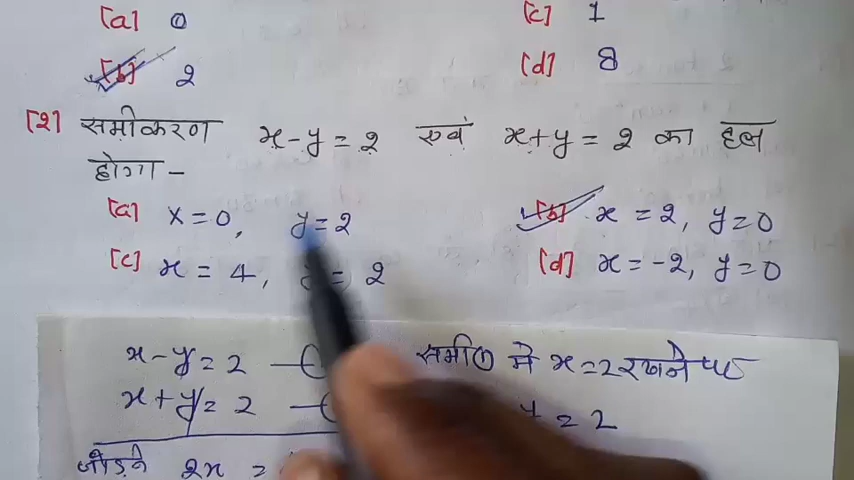 [a] 0 [c] 1
[b] 2 [d] 8
[2] समीकरण x-y=2 एवं x+y=2 का हल
होगा -
[a] x=0, y=2 [b] x=2, y=0
[c] x=4, = 2 [d] x=-2, y=0
x-y=2 समी① में x=2 रखने पर
x+y=2 = 2
जोड़ने 2x =